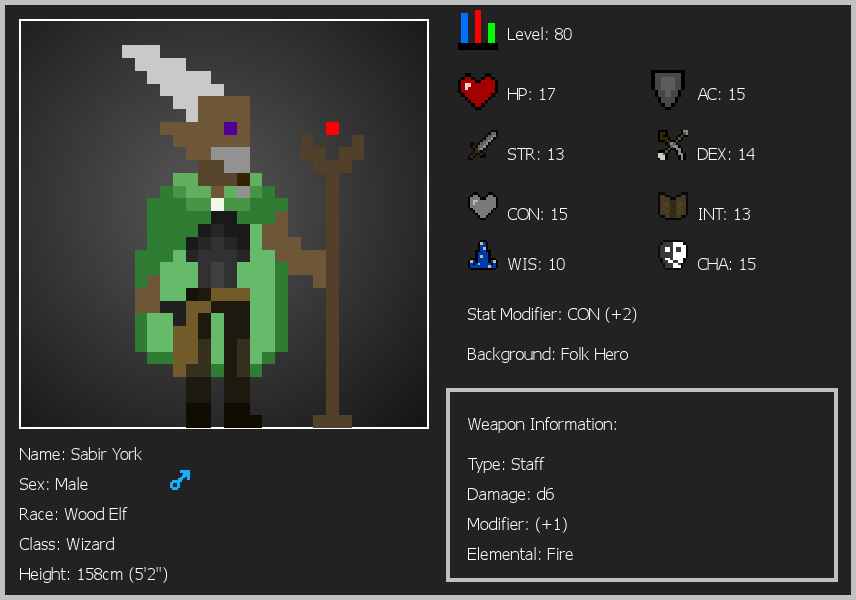 Level: 80
HP: 17
AC: 15
STR: 13
DEX: 14
CON: 15
INT: 13
WIS: 10
CHA: 15
Stat Modifier: CON (+2)
Background: Folk Hero
Weapon Information:
Type: Staff
Damage: d6
Modifier: (+1)
Elemental: Fire
Name: Sabir York
Sex: Male
Race: Wood Elf
Class: Wizard
Height: 158cm (5'2")